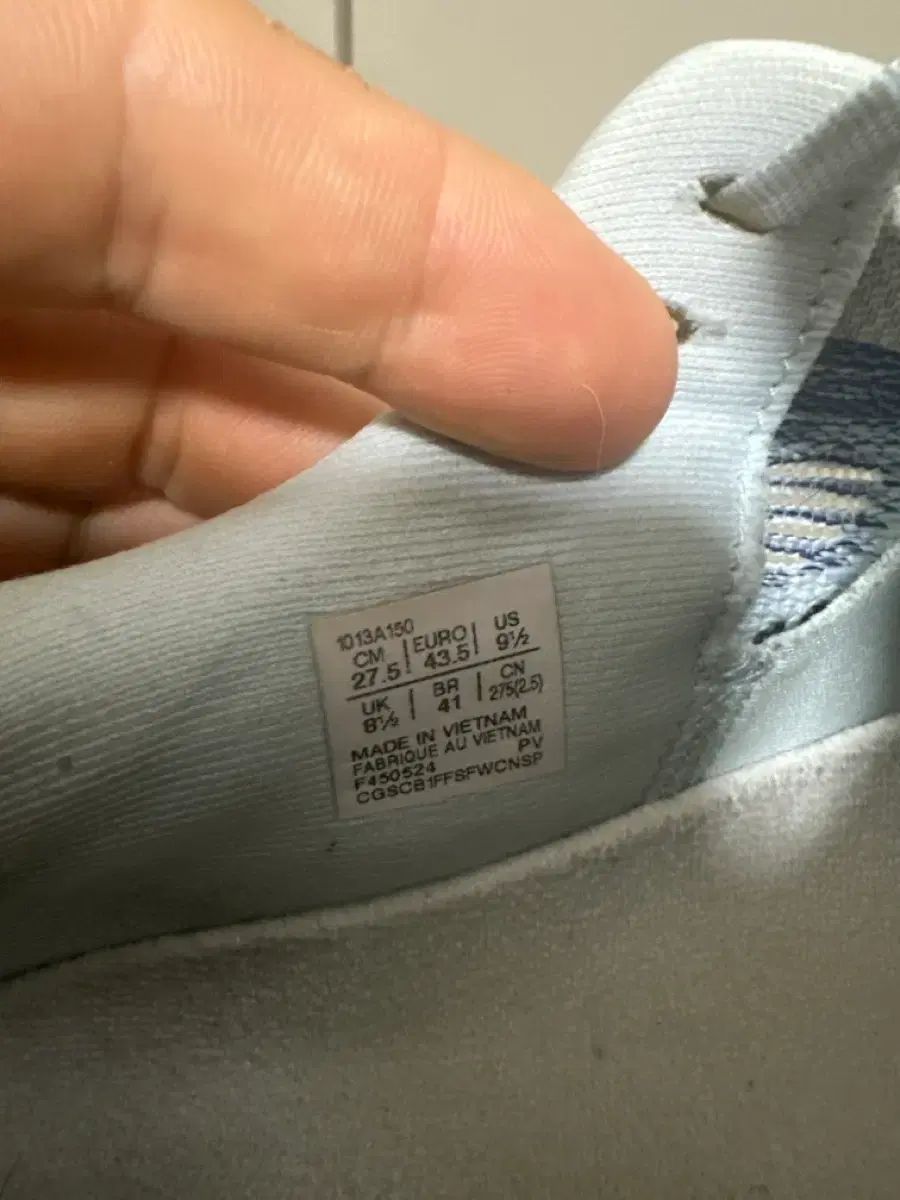 1013A150
CM | EURO | US
27.5 | 43.5 | 9½
UK | BR | CN
8½ | 41 | 275(2.5)
MADE IN VIETNAM
FABRIQUE AU VIETNAM
F450524 PV
CGSCB1FFSFWCNSP